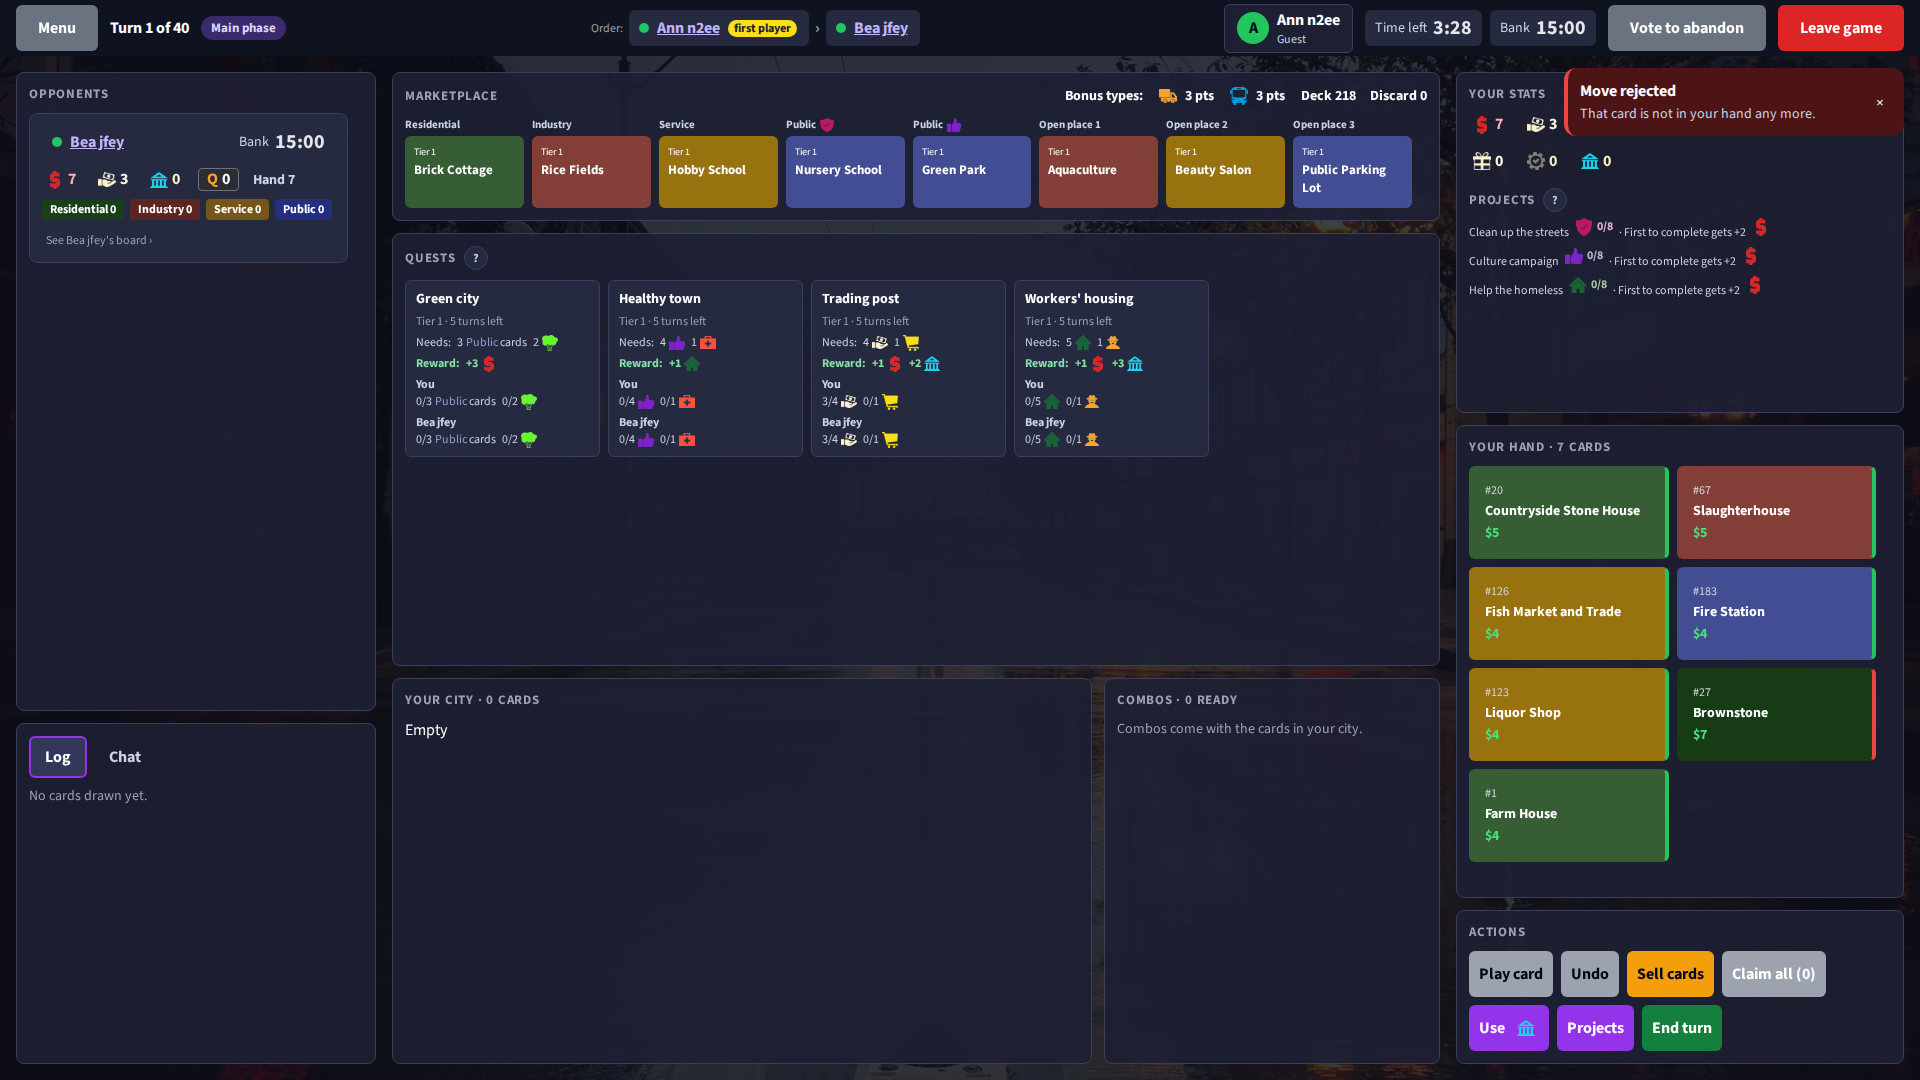 Menu
Turn 1 of 40 Main phase
Order: Ann n2ee first player › Bea jfey
A Ann n2ee
Guest
Time left 3:28
Bank 15:00
Vote to abandon
Leave game
OPPONENTS
Bea jfey Bank 15:00
7 3 0 Q 0 Hand 7
Residential 0 Industry 0 Service 0 Public 0
See Bea jfey's board ›
Log Chat
No cards drawn yet.
MARKETPLACE
Bonus types: 3 pts 3 pts Deck 218 Discard 0
Residential Industry Service Public Public Open place 1 Open place 2 Open place 3
Tier 1 Tier 1 Tier 1 Tier 1 Tier 1 Tier 1 Tier 1 Tier 1
Brick Cottage Rice Fields Hobby School Nursery School Green Park Aquaculture Beauty Salon Public Parking
Lot
QUESTS ?
Green city
Tier 1 · 5 turns left
Needs: 3 Public cards 2
Reward: +3
You
0/3 Public cards 0/2
Bea jfey
0/3 Public cards 0/2
Healthy town
Tier 1 · 5 turns left
Needs: 4 1
Reward: +1
You
0/4 0/1
Bea jfey
0/4 0/1
Trading post
Tier 1 · 5 turns left
Needs: 4 1
Reward: +1 +2
You
3/4 0/1
Bea jfey
3/4 0/1
Workers' housing
Tier 1 · 5 turns left
Needs: 5 1
Reward: +1 +3
You
0/5 0/1
Bea jfey
0/5 0/1
YOUR CITY · 0 CARDS
Empty
COMBOS · 0 READY
Combos come with the cards in your city.
YOUR STATS
Move rejected
That card is not in your hand any more.
×
7 3
0 0 0
PROJECTS ?
Clean up the streets 0/8 · First to complete gets +2
Culture campaign 0/8 · First to complete gets +2
Help the homeless 0/8 · First to complete gets +2
YOUR HAND · 7 CARDS
#20
Countryside Stone House
$5
#67
Slaughterhouse
$5
#126
Fish Market and Trade
$4
#183
Fire Station
$4
#123
Liquor Shop
$4
#27
Brownstone
$7
#1
Farm House
$4
ACTIONS
Play card Undo Sell cards Claim all (0)
Use Projects End turn